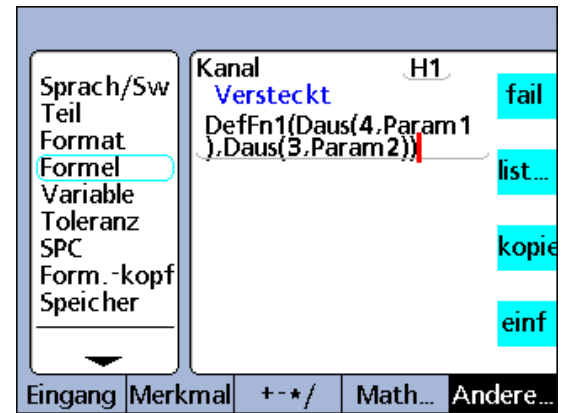 Sprach/Sw
Teil
Format
Formel
Variable
Toleranz
SPC
Form.-kopf
Speicher
Kanal H1
Versteckt
DefFn1(Daus(4,Param1
),Daus(3,Param2))
fail
list...
kopie
einf
Eingang Merkmal +-*/ Math... Andere...